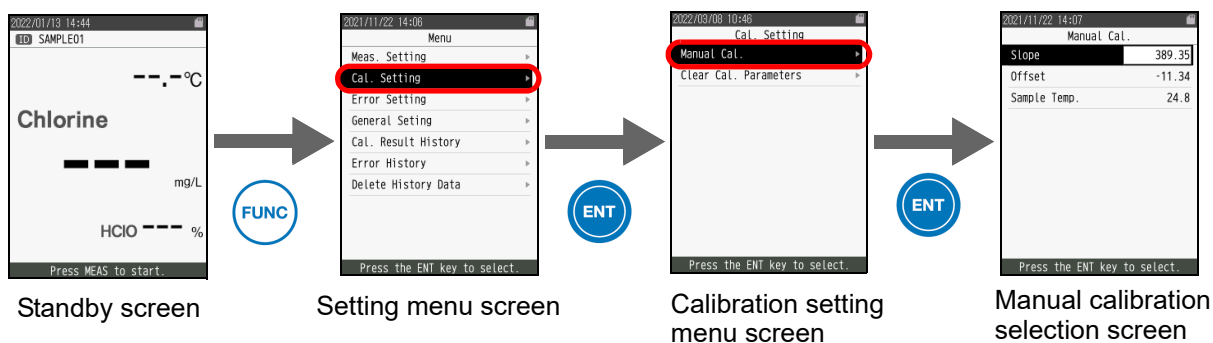 2022/01/13 14:44
ID SAMPLE01
--.-℃
Chlorine
---
mg/L
HClO --- %
Press MEAS to start.
Standby screen
FUNC
2021/11/22 14:06
Menu
Meas. Setting
Cal. Setting
Error Setting
General Seting
Cal. Result History
Error History
Delete History Data
Press the ENT key to select.
Setting menu screen
ENT
2022/03/08 10:46
Cal. Setting
Manual Cal.
Clear Cal. Parameters
Press the ENT key to select.
Calibration setting
menu screen
ENT
2021/11/22 14:07
Manual Cal.
Slope 389.35
Offset -11.34
Sample Temp. 24.8
Press the ENT key to select.
Manual calibration
selection screen